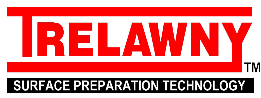 TRELAWNY
TM
SURFACE PREPARATION TECHNOLOGY